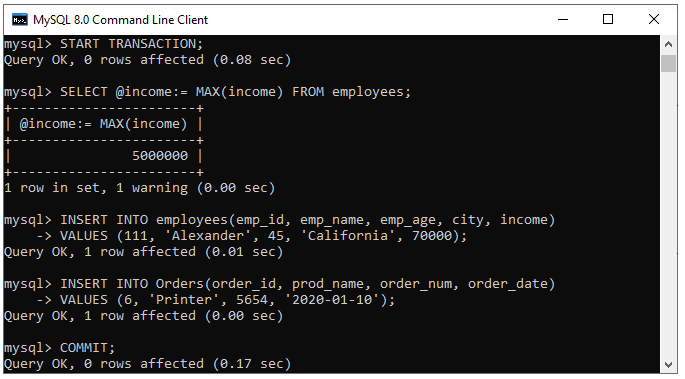 MySQL 8.0 Command Line Client
mysql> START TRANSACTION;
Query OK, 0 rows affected (0.08 sec)
mysql> SELECT @income:= MAX(income) FROM employees;
+-----------------------+
| @income:= MAX(income) |
+-----------------------+
|               5000000 |
+-----------------------+
1 row in set, 1 warning (0.00 sec)
mysql> INSERT INTO employees(emp_id, emp_name, emp_age, city, income)
    -> VALUES (111, 'Alexander', 45, 'California', 70000);
Query OK, 1 row affected (0.01 sec)
mysql> INSERT INTO Orders(order_id, prod_name, order_num, order_date)
    -> VALUES (6, 'Printer', 5654, '2020-01-10');
Query OK, 1 row affected (0.00 sec)
mysql> COMMIT;
Query OK, 0 rows affected (0.17 sec)